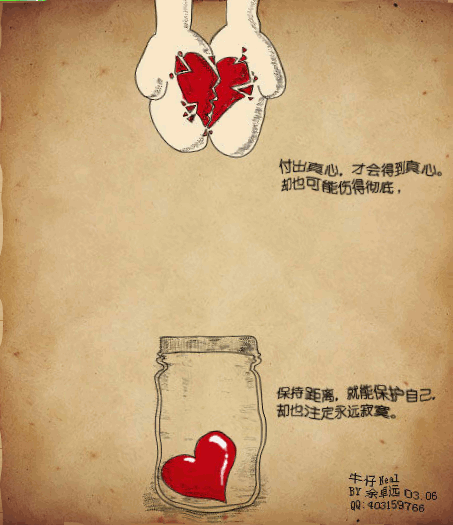 付出真心，才会得到真心。
却也可能伤得彻底，
保持距离，就能保护自己.
却也注定永远寂寞。
牛仔Neal
BY 余卓远 03.06
QQ:403159766